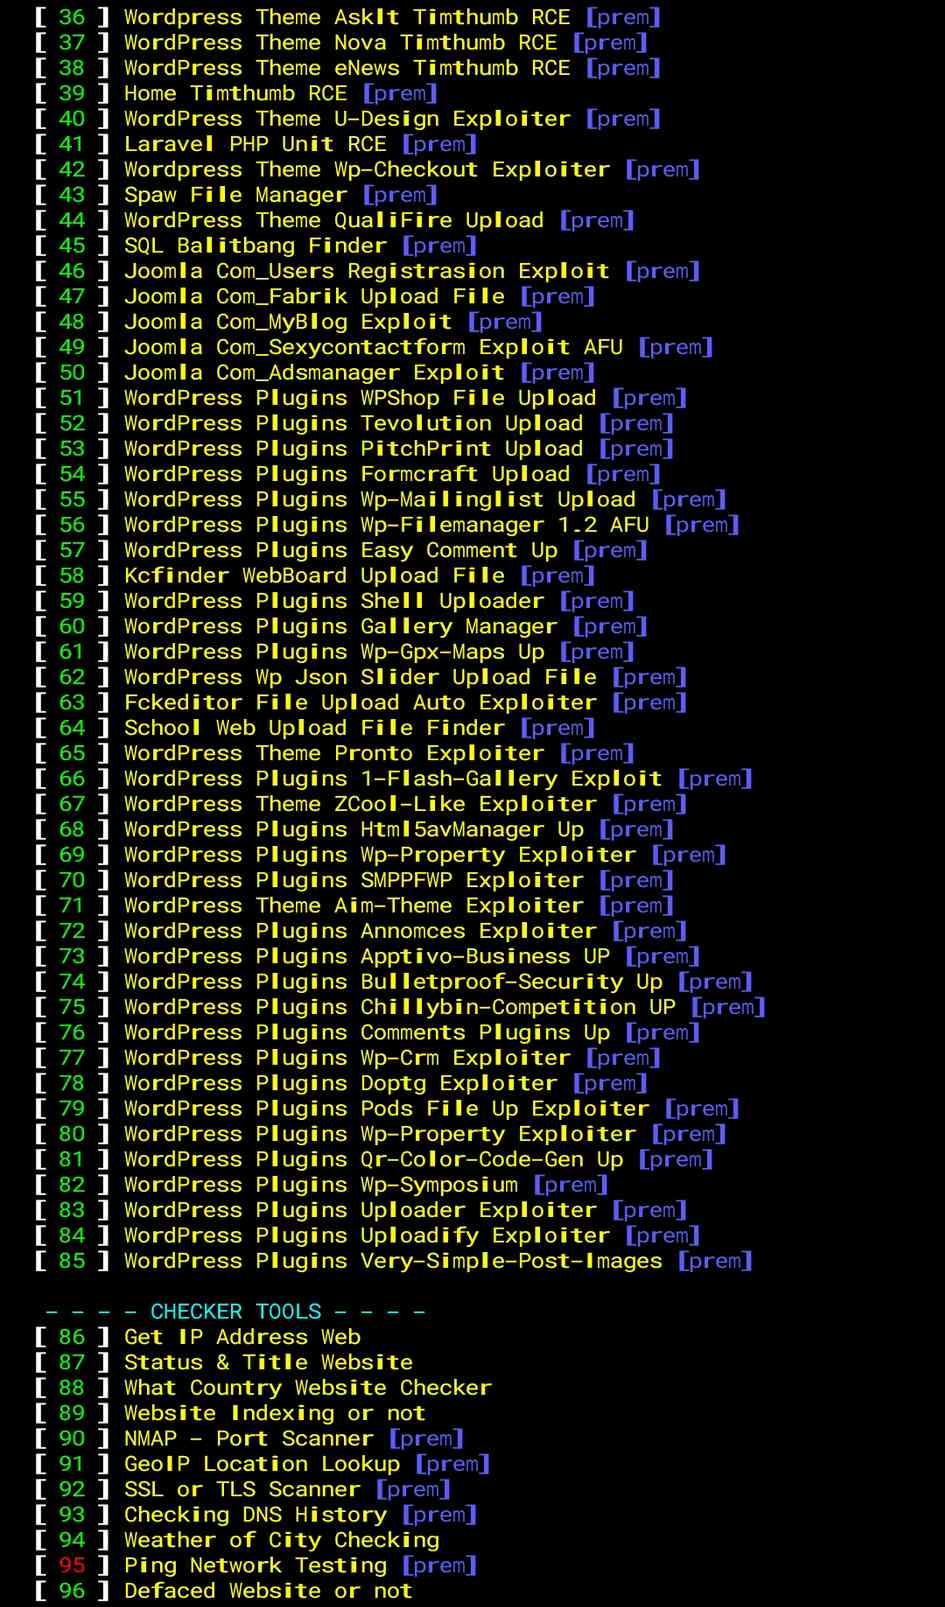 [ 36 ] Wordpress Theme AskIt Timthumb RCE [prem]
[ 37 ] WordPress Theme Nova Timthumb RCE [prem]
[ 38 ] WordPress Theme eNews Timthumb RCE [prem]
[ 39 ] Home Timthumb RCE [prem]
[ 40 ] WordPress Theme U-Design Exploiter [prem]
[ 41 ] Laravel PHP Unit RCE [prem]
[ 42 ] Wordpress Theme Wp-Checkout Exploiter [prem]
[ 43 ] Spaw File Manager [prem]
[ 44 ] WordPress Theme QualiFire Upload [prem]
[ 45 ] SQL Balitbang Finder [prem]
[ 46 ] Joomla Com_Users Registrasion Exploit [prem]
[ 47 ] Joomla Com_Fabrik Upload File [prem]
[ 48 ] Joomla Com_MyBlog Exploit [prem]
[ 49 ] Joomla Com_Sexycontactform Exploit AFU [prem]
[ 50 ] Joomla Com_Adsmanager Exploit [prem]
[ 51 ] WordPress Plugins WPShop File Upload [prem]
[ 52 ] WordPress Plugins Tevolution Upload [prem]
[ 53 ] WordPress Plugins PitchPrint Upload [prem]
[ 54 ] WordPress Plugins Formcraft Upload [prem]
[ 55 ] WordPress Plugins Wp-Mailinglist Upload [prem]
[ 56 ] WordPress Plugins Wp-Filemanager 1.2 AFU [prem]
[ 57 ] WordPress Plugins Easy Comment Up [prem]
[ 58 ] Kcfinder WebBoard Upload File [prem]
[ 59 ] WordPress Plugins Shell Uploader [prem]
[ 60 ] WordPress Plugins Gallery Manager [prem]
[ 61 ] WordPress Plugins Wp-Gpx-Maps Up [prem]
[ 62 ] WordPress Wp Json Slider Upload File [prem]
[ 63 ] Fckeditor File Upload Auto Exploiter [prem]
[ 64 ] School Web Upload File Finder [prem]
[ 65 ] WordPress Theme Pronto Exploiter [prem]
[ 66 ] WordPress Plugins 1-Flash-Gallery Exploit [prem]
[ 67 ] WordPress Theme ZCool-Like Exploiter [prem]
[ 68 ] WordPress Plugins Html5avManager Up [prem]
[ 69 ] WordPress Plugins Wp-Property Exploiter [prem]
[ 70 ] WordPress Plugins SMPPFWP Exploiter [prem]
[ 71 ] WordPress Theme Aim-Theme Exploiter [prem]
[ 72 ] WordPress Plugins Annomces Exploiter [prem]
[ 73 ] WordPress Plugins Apptivo-Business UP [prem]
[ 74 ] WordPress Plugins Bulletproof-Security Up [prem]
[ 75 ] WordPress Plugins Chillybin-Competition UP [prem]
[ 76 ] WordPress Plugins Comments Plugins Up [prem]
[ 77 ] WordPress Plugins Wp-Crm Exploiter [prem]
[ 78 ] WordPress Plugins Doptg Exploiter [prem]
[ 79 ] WordPress Plugins Pods File Up Exploiter [prem]
[ 80 ] WordPress Plugins Wp-Property Exploiter [prem]
[ 81 ] WordPress Plugins Qr-Color-Code-Gen Up [prem]
[ 82 ] WordPress Plugins Wp-Symposium [prem]
[ 83 ] WordPress Plugins Uploader Exploiter [prem]
[ 84 ] WordPress Plugins Uploadify Exploiter [prem]
[ 85 ] WordPress Plugins Very-Simple-Post-Images [prem]
- - - - CHECKER TOOLS - - - -
[ 86 ] Get IP Address Web
[ 87 ] Status & Title Website
[ 88 ] What Country Website Checker
[ 89 ] Website Indexing or not
[ 90 ] NMAP - Port Scanner [prem]
[ 91 ] GeoIP Location Lookup [prem]
[ 92 ] SSL or TLS Scanner [prem]
[ 93 ] Checking DNS History [prem]
[ 94 ] Weather of City Checking
[ 95 ] Ping Network Testing [prem]
[ 96 ] Defaced Website or not